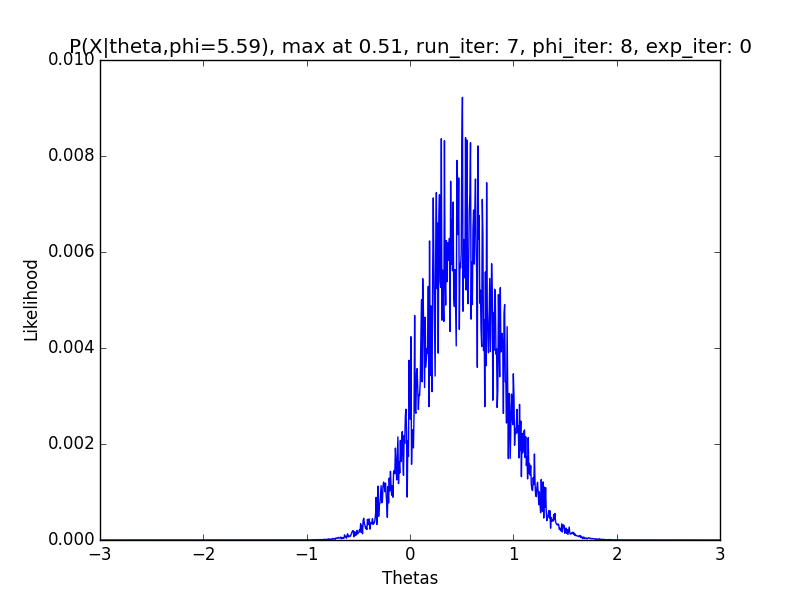 P(X|theta,phi=5.59), max at 0.51, run_iter: 7, phi_iter: 8, exp_iter: 0
0.010
0.008
0.006
0.004
0.002
0.000
Likelihood
−3 −2 −1 0 1 2 3
Thetas